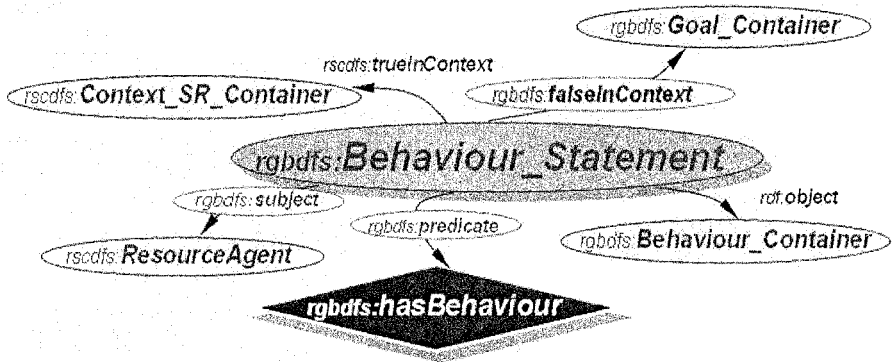 rgbdfs:Goal_Container
rscdfs:trueInContext
rscdfs:Context_SR_Container
rgbdfs:falseInContext
rgbdfs:Behaviour_Statement
rgbdfs:subject
rdf:object
rgbdfs:predicate
rscdfs:ResourceAgent
rgbdfs:Behaviour_Container
rgbdfs:hasBehaviour